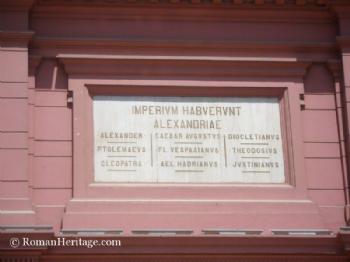 IMPERIVM HABVERVNT
ALEXANDRIAE
ALEXANDER CAESAR AVGVSTVS DIOCLETIANVS
PTOLEMAEVS FL VESPASIANVS THEODOSIVS
CLEOPATRA AEL HADRIANVS JVSTINIANVS
© RomanHeritage.com